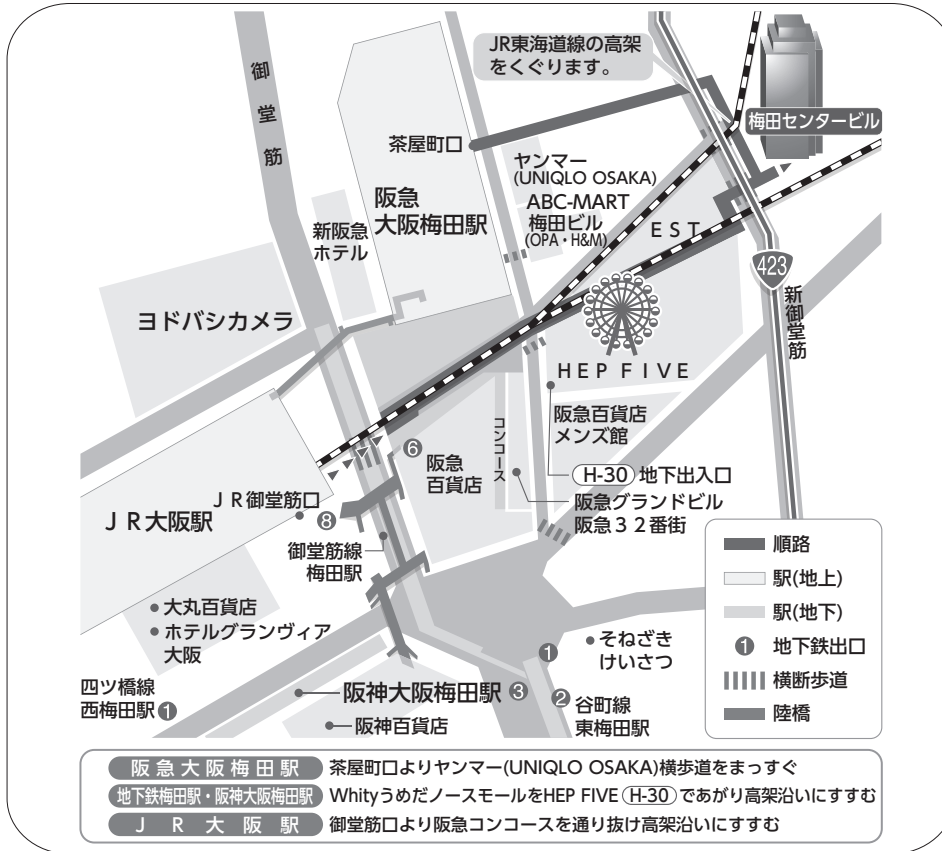 JR東海道線の高架
をくぐります。
御堂筋
梅田センタービル
茶屋町口
ヤンマー
(UNIQLO OSAKA)
ABC-MART
梅田ビル
(OPA・H&M)
阪急
大阪梅田駅
EST
新阪急
ホテル
423
新御堂筋
ヨドバシカメラ
HEP FIVE
コンコース
阪急百貨店
メンズ館
6
阪急
百貨店
H-30 地下出入口
JR御堂筋口
阪急グランドビル
阪急32番街
JR大阪駅
8
御堂筋線
梅田駅
順路
駅(地上)
駅(地下)
1 地下鉄出口
横断歩道
陸橋
大丸百貨店
ホテルグランヴィア
大阪
1
そねざき
けいさつ
四ツ橋線
西梅田駅 1
阪神大阪梅田駅 3
2 谷町線
東梅田駅
阪神百貨店
阪急大阪梅田駅 茶屋町口よりヤンマー(UNIQLO OSAKA)横歩道をまっすぐ
地下鉄梅田駅・阪神大阪梅田駅 WhityうめだノースモールをHEP FIVE H-30 であがり高架沿いにすすむ
JR大阪駅 御堂筋口より阪急コンコースを通り抜け高架沿いにすすむ